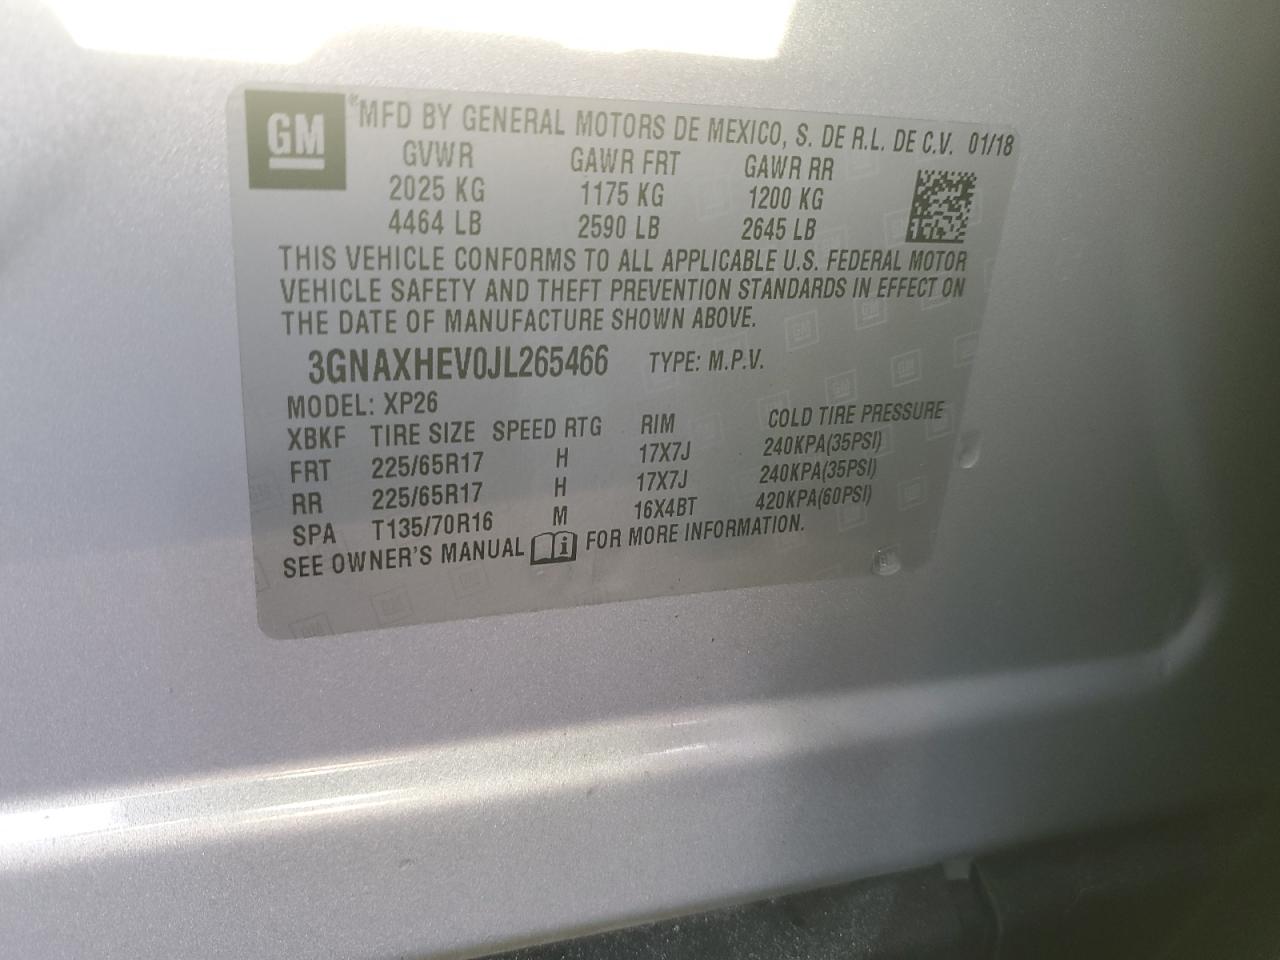 GM ®MFD BY GENERAL MOTORS DE MEXICO, S. DE R.L. DE C.V. 01/18
GVWR GAWR FRT GAWR RR
2025 KG 1175 KG 1200 KG
4464 LB 2590 LB 2645 LB
THIS VEHICLE CONFORMS TO ALL APPLICABLE U.S. FEDERAL MOTOR
VEHICLE SAFETY AND THEFT PREVENTION STANDARDS IN EFFECT ON
THE DATE OF MANUFACTURE SHOWN ABOVE.
3GNAXHEV0JL265466 TYPE: M.P.V.
MODEL: XP26
XBKF TIRE SIZE SPEED RTG RIM COLD TIRE PRESSURE
FRT 225/65R17 H 17X7J 240KPA(35PSI)
RR 225/65R17 H 17X7J 240KPA(35PSI)
SPA T135/70R16 M 16X4BT 420KPA(60PSI)
SEE OWNER'S MANUAL i FOR MORE INFORMATION.